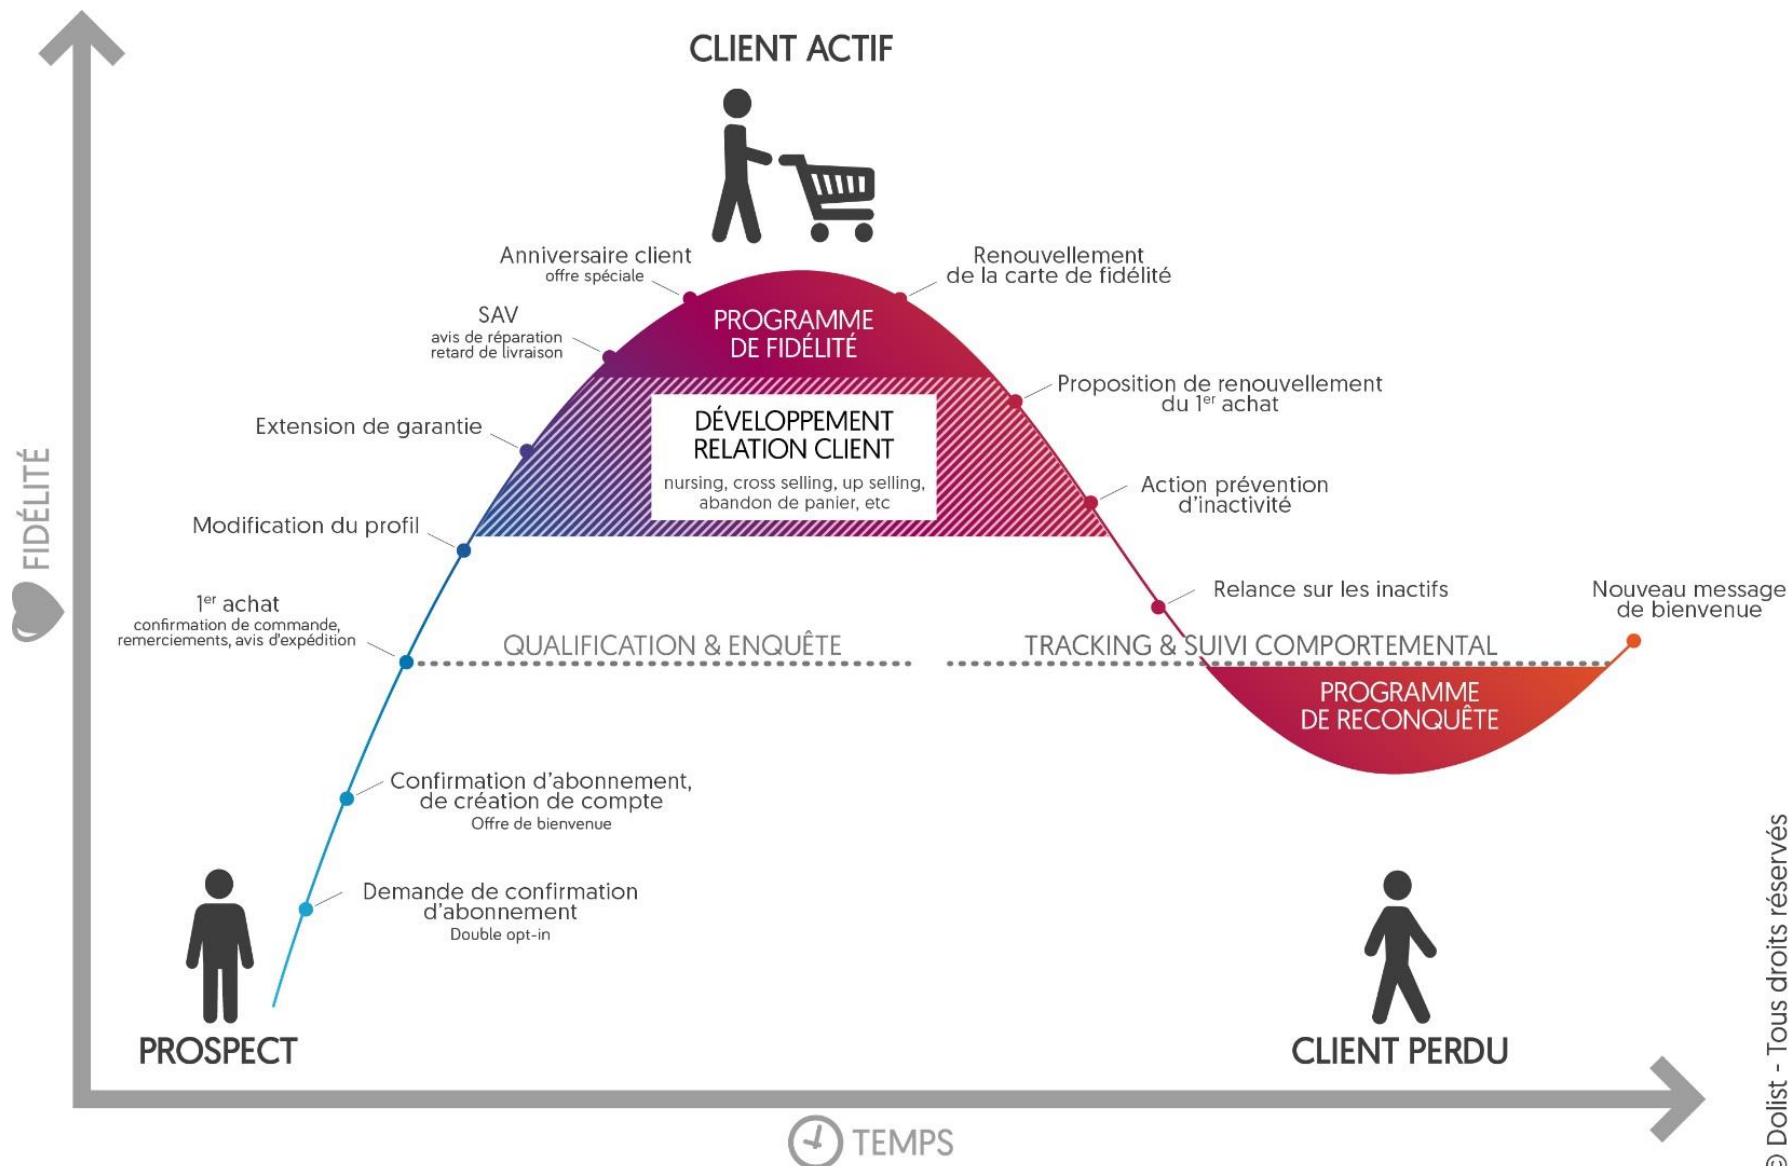 CLIENT ACTIF
Anniversaire client
offre spéciale
Renouvellement
de la carte de fidélité
SAV
avis de réparation
retard de livraison
PROGRAMME
DE FIDÉLITÉ
Proposition de renouvellement
du 1er achat
DÉVELOPPEMENT
RELATION CLIENT
nursing, cross selling, up selling,
abandon de panier, etc
Extension de garantie
Action prévention
d'inactivité
Modification du profil
FIDÉLITÉ
1er achat
confirmation de commande,
remerciements, avis d'expédition
Relance sur les inactifs
Nouveau message
de bienvenue
QUALIFICATION & ENQUÊTE
TRACKING & SUIVI COMPORTEMENTAL
PROGRAMME
DE RECONQUÊTE
Confirmation d'abonnement,
de création de compte
Offre de bienvenue
Demande de confirmation
d'abonnement
Double opt-in
PROSPECT
CLIENT PERDU
TEMPS
© Dolist - Tous droits réservés